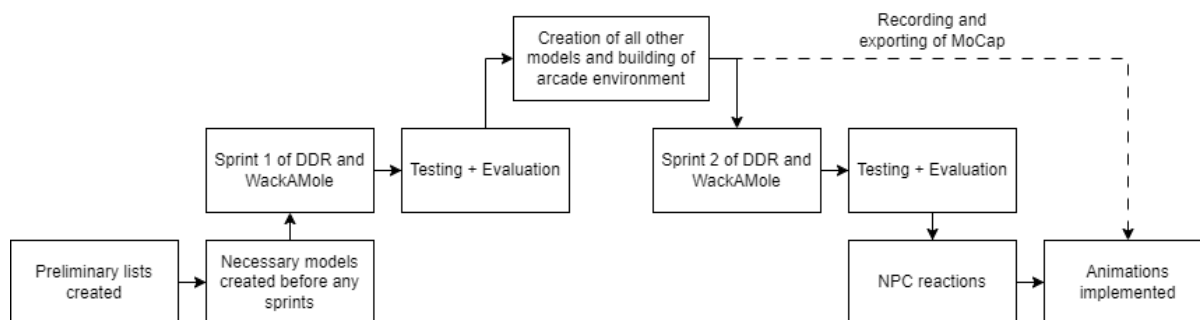 Preliminary lists
created
Necessary models
created before any
sprints
Sprint 1 of DDR and
WackAMole
Testing + Evaluation
Creation of all other
models and building of
arcade environment
Recording and
exporting of MoCap
Sprint 2 of DDR and
WackAMole
Testing + Evaluation
NPC reactions
Animations
implemented